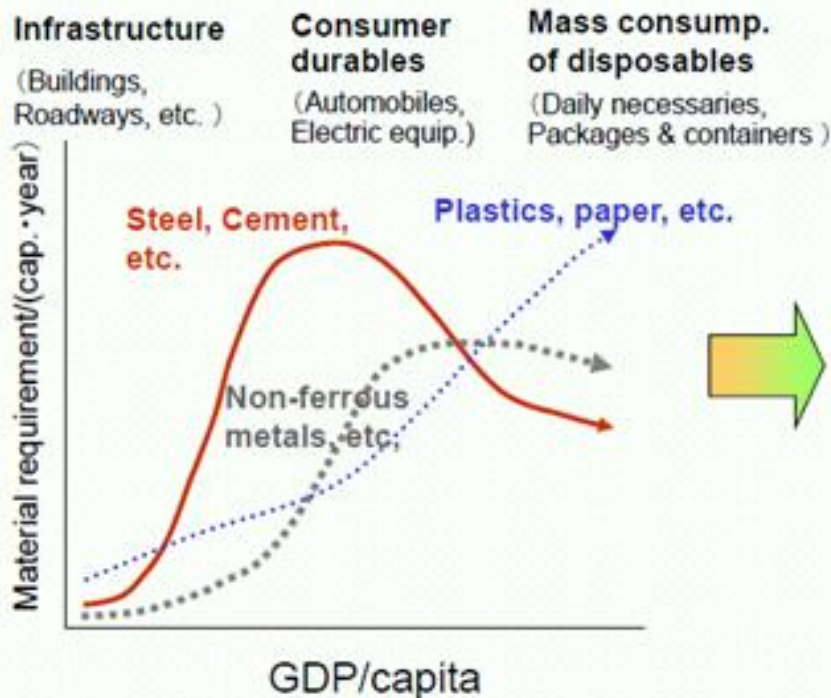 Infrastructure
(Buildings,
Roadways, etc. )
Consumer
durables
(Automobiles,
Electric equip.)
Mass consump.
of disposables
(Daily necessaries,
Packages & containers )
Material requirement/(cap.・year)
Steel, Cement,
etc.
Plastics, paper, etc.
Non-ferrous
metals, etc,
GDP/capita